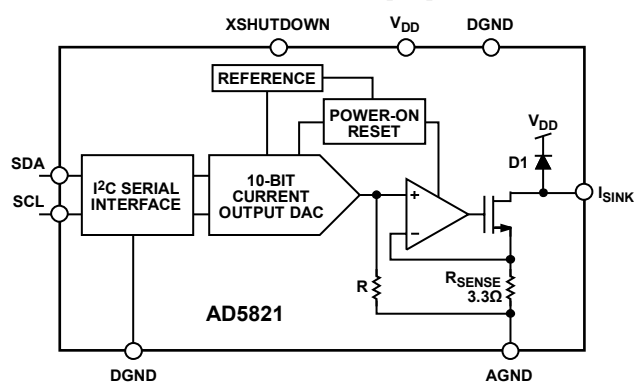 XSHUTDOWN
VDD
DGND
REFERENCE
POWER-ON
RESET
VDD
D1
SDA
SCL
I2C SERIAL
INTERFACE
10-BIT
CURRENT
OUTPUT DAC
+
–
ISINK
R
RSENSE
3.3Ω
AD5821
DGND
AGND